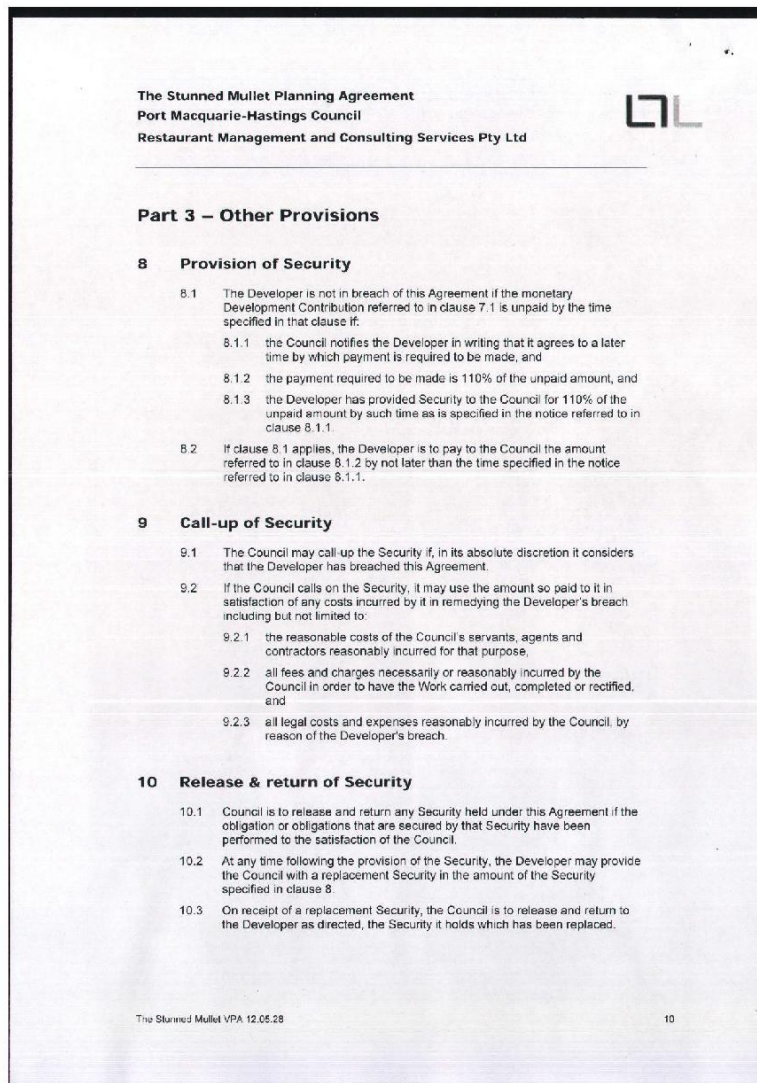 The Stunned Mullet Planning Agreement
Port Macquarie-Hastings Council
Restaurant Management and Consulting Services Pty Ltd
Part 3 – Other Provisions
8 Provision of Security
8.1 The Developer is not in breach of this Agreement if the monetary
Development Contribution referred to in clause 7.1 is unpaid by the time
specified in that clause if:
8.1.1 the Council notifies the Developer in writing that it agrees to a later
time by which payment is required to be made, and
8.1.2 the payment required to be made is 110% of the unpaid amount, and
8.1.3 the Developer has provided Security to the Council for 110% of the
unpaid amount by such time as is specified in the notice referred to in
clause 8.1.1.
8.2 If clause 8.1 applies, the Developer is to pay to the Council the amount
referred to in clause 8.1.2 by not later than the time specified in the notice
referred to in clause 8.1.1.
9 Call-up of Security
9.1 The Council may call-up the Security if, in its absolute discretion it considers
that the Developer has breached this Agreement.
9.2 If the Council calls on the Security, it may use the amount so paid to it in
satisfaction of any costs incurred by it in remedying the Developer's breach
including but not limited to:
9.2.1 the reasonable costs of the Council's servants, agents and
contractors reasonably incurred for that purpose,
9.2.2 all fees and charges necessarily or reasonably incurred by the
Council in order to have the Work carried out, completed or rectified,
and
9.2.3 all legal costs and expenses reasonably incurred by the Council, by
reason of the Developer's breach.
10 Release & return of Security
10.1 Council is to release and return any Security held under this Agreement if the
obligation or obligations that are secured by that Security have been
performed to the satisfaction of the Council.
10.2 At any time following the provision of the Security, the Developer may provide
the Council with a replacement Security in the amount of the Security
specified in clause 8.
10.3 On receipt of a replacement Security, the Council is to release and return to
the Developer as directed, the Security it holds which has been replaced.
The Stunned Mullet VPA 12.05.28 10